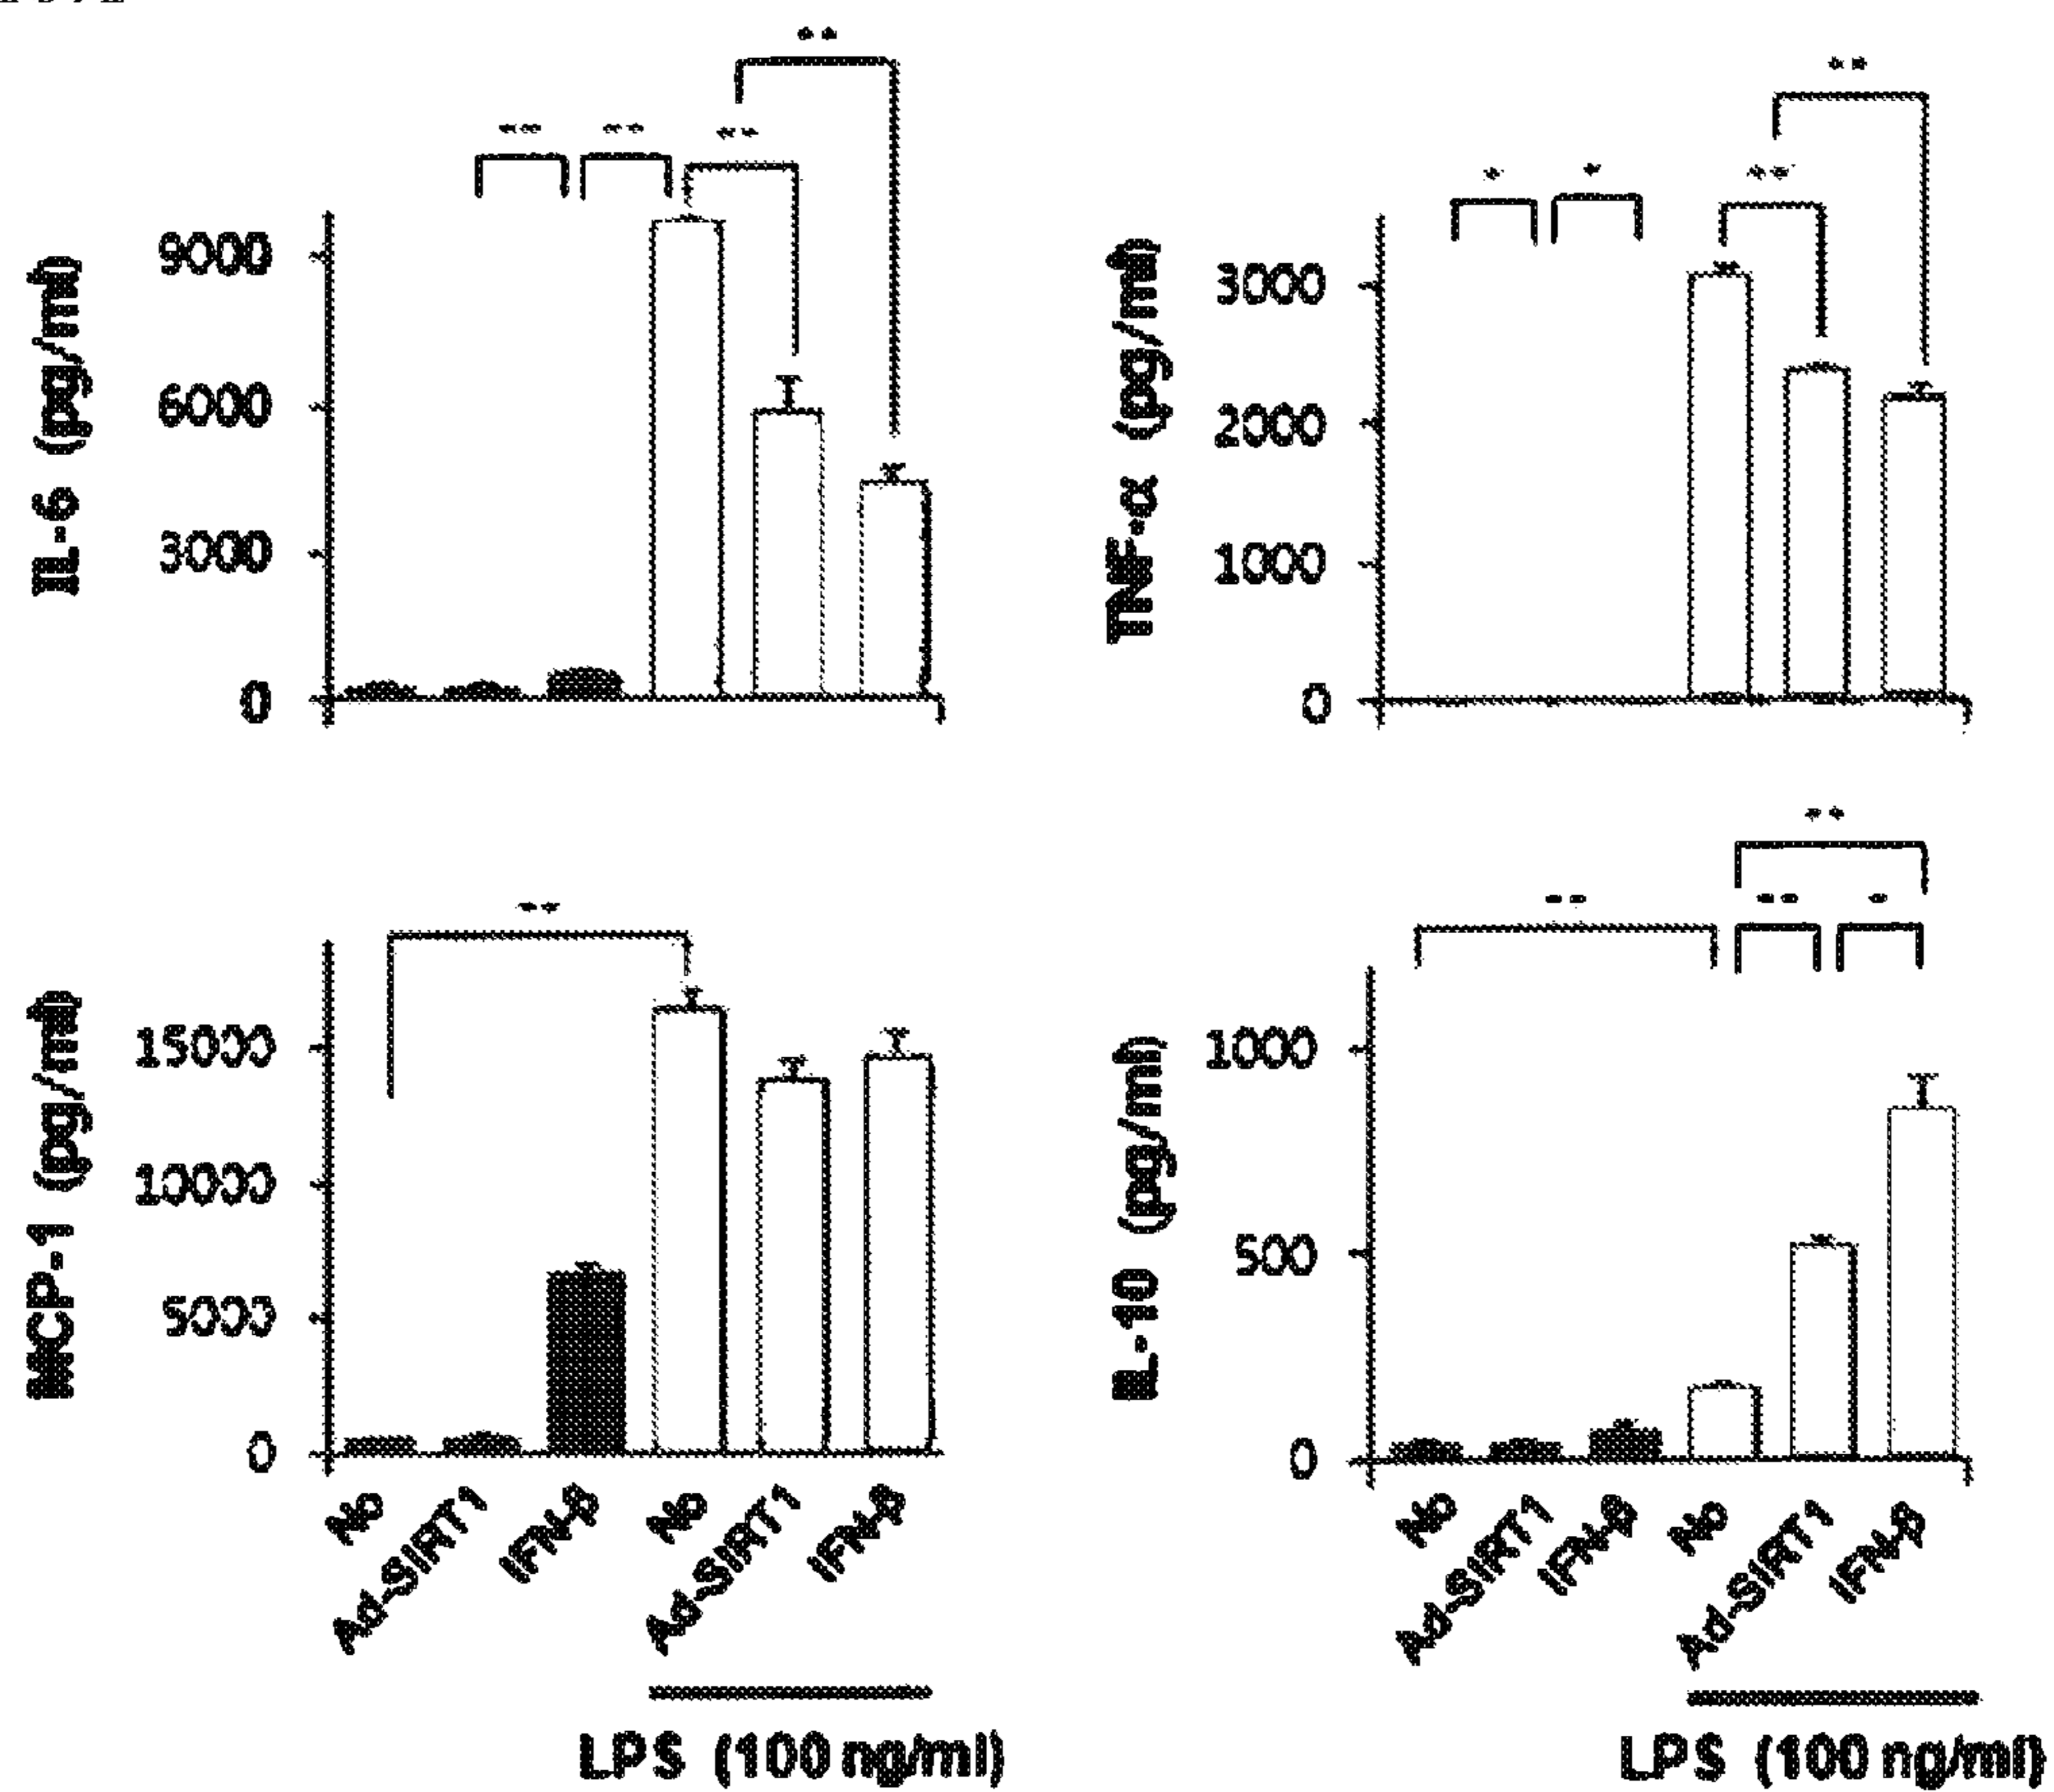 IL-6 (pg/ml)
9000
6000
3000
0
**
**
**
**
TNF-α (pg/ml)
3000
2000
1000
0
*
*
**
**
MCP-1 (pg/ml)
15000
10000
5000
0
**
No
Ad-SIRT1
IFN-β
No
Ad-SIRT1
IFN-β
LPS (100 ng/ml)
IL-10 (pg/ml)
1000
500
0
**
**
**
*
No
Ad-SIRT1
IFN-β
No
Ad-SIRT1
IFN-β
LPS (100 ng/ml)